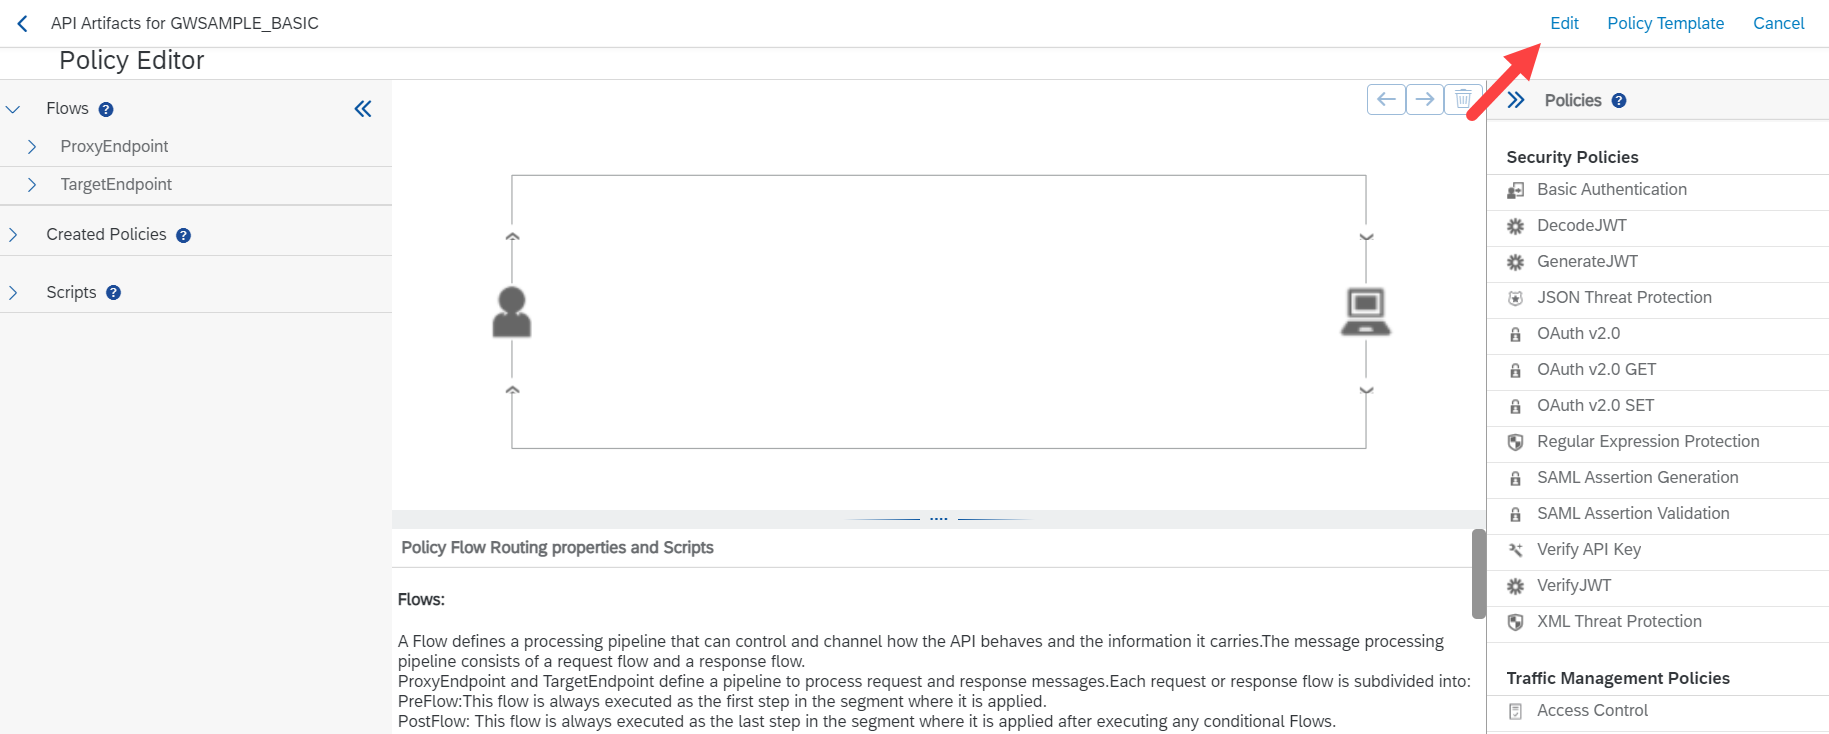 API Artifacts for GWSAMPLE_BASIC
Edit
Policy Template
Cancel
Policy Editor
Flows ?
ProxyEndpoint
TargetEndpoint
Created Policies ?
Scripts ?
Policy Flow Routing properties and Scripts
Flows:
A Flow defines a processing pipeline that can control and channel how the API behaves and the information it carries.The message processing
pipeline consists of a request flow and a response flow.
ProxyEndpoint and TargetEndpoint define a pipeline to process request and response messages.Each request or response flow is subdivided into:
PreFlow:This flow is always executed as the first step in the segment where it is applied.
PostFlow: This flow is always executed as the last step in the segment where it is applied after executing any conditional Flows.
Policies ?
Security Policies
Basic Authentication
DecodeJWT
GenerateJWT
JSON Threat Protection
OAuth v2.0
OAuth v2.0 GET
OAuth v2.0 SET
Regular Expression Protection
SAML Assertion Generation
SAML Assertion Validation
Verify API Key
VerifyJWT
XML Threat Protection
Traffic Management Policies
Access Control